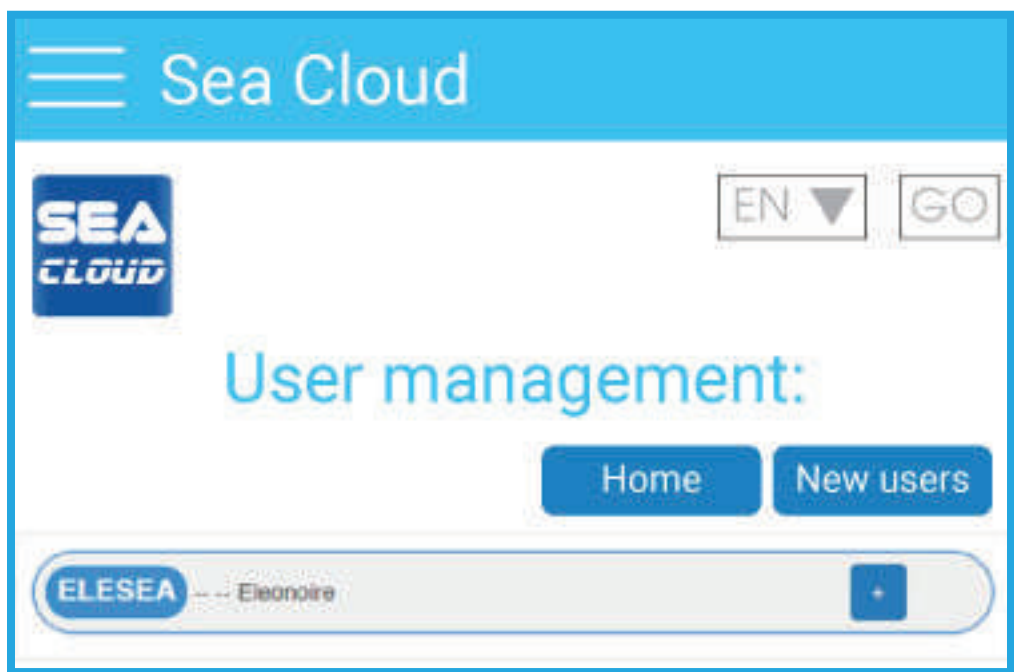 Sea Cloud
SEA
CLOUD
EN ▼ GO
User management:
Home New users
ELESEA -- -- Eleonoire +